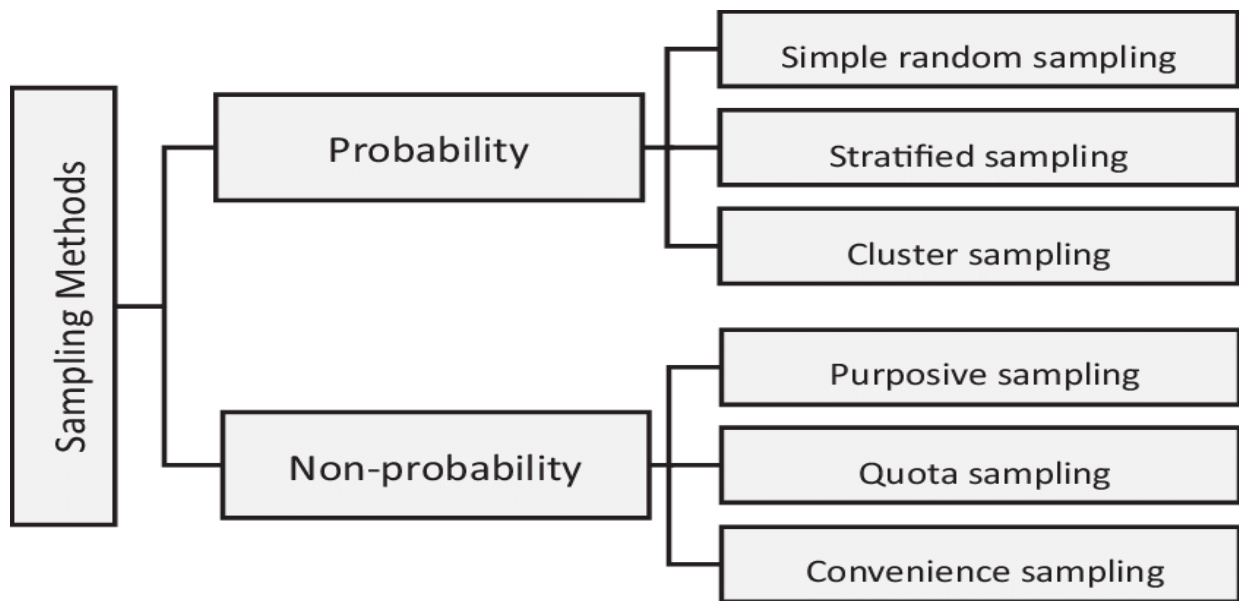 Sampling Methods
Probability
Simple random sampling
Stratified sampling
Cluster sampling
Non-probability
Purposive sampling
Quota sampling
Convenience sampling